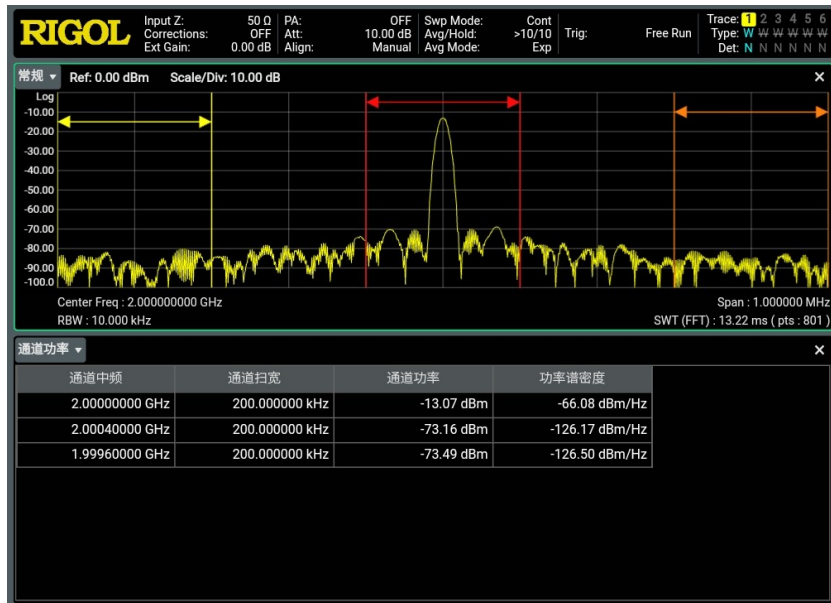 RIGOL
Input Z: 50 Ω
Corrections: OFF
Ext Gain: 0.00 dB
PA: OFF
Att: 10.00 dB
Align: Manual
Swp Mode: Cont
Avg/Hold: >10/10
Avg Mode: Exp
Trig: Free Run
Trace: 1 2 3 4 5 6
Type: W W W W W W
Det: N N N N N N
常规 Ref: 0.00 dBm Scale/Div: 10.00 dB ×
Log
-10.00
-20.00
-30.00
-40.00
-50.00
-60.00
-70.00
-80.00
-90.00
-100.0
Center Freq : 2.000000000 GHz Span : 1.000000 MHz
RBW : 10.000 kHz SWT (FFT) : 13.22 ms ( pts : 801 )
通道功率 ×
通道中频 通道扫宽 通道功率 功率谱密度
2.00000000 GHz 200.000000 kHz -13.07 dBm -66.08 dBm/Hz
2.00040000 GHz 200.000000 kHz -73.16 dBm -126.17 dBm/Hz
1.99960000 GHz 200.000000 kHz -73.49 dBm -126.50 dBm/Hz